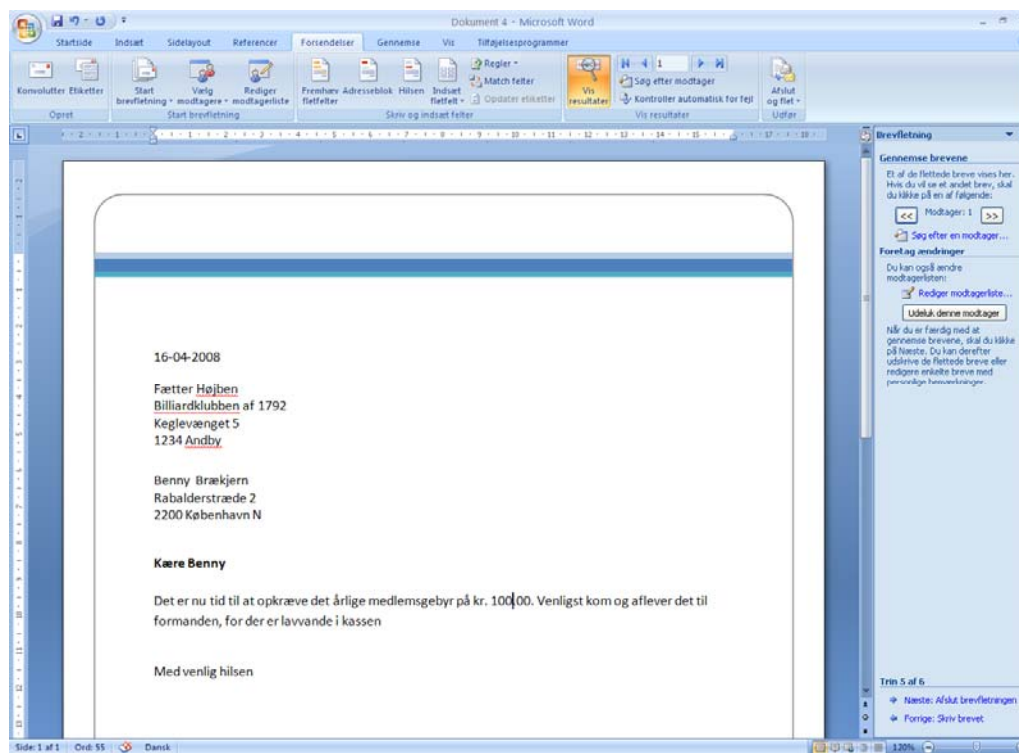 Dokument 4 - Microsoft Word
Startside Indsæt Sidelayout Referencer Forsendelser Gennemse Vis Tilføjelsesprogrammer
Konvolutter Etiketter
Opret
Start brevfletning
Vælg modtagere
Rediger modtagerliste
Start brevfletning
Fremhæv fletfelter
Adresseblok
Hilsen
Indsæt fletfelt
Regler
Match felter
Opdater etiketter
Skriv og indsæt felter
Vis resultater
1
Søg efter modtager
Kontroller automatisk for fejl
Vis resultater
Afslut og flet
Udfør
16-04-2008
Fætter Højben
Billiardklubben af 1792
Keglevænget 5
1234 Andby
Benny Brækjern
Rabalderstræde 2
2200 København N
Kære Benny
Det er nu tid til at opkræve det årlige medlemsgebyr på kr. 100,00. Venligst kom og aflever det til
formanden, for der er lavvande i kassen
Med venlig hilsen
Brevfletning
Gennemse brevene
Et af de flettede breve vises her.
Hvis du vil se et andet brev, skal
du klikke på en af følgende:
<< Modtager: 1 >>
Søg efter en modtager...
Foretag ændringer
Du kan også ændre
modtagerlisten:
Rediger modtagerliste...
Udeluk denne modtager
Når du er færdig med at
gennemse brevene, skal du klikke
på Næste. Du kan derefter
udskrive de flettede breve eller
redigere enkelte breve med
personlige bemærkninger.
Trin 5 af 6
Næste: Afslut brevfletningen
Forrige: Skriv brevet
Side: 1 af 1 Ord: 55 Dansk 120%